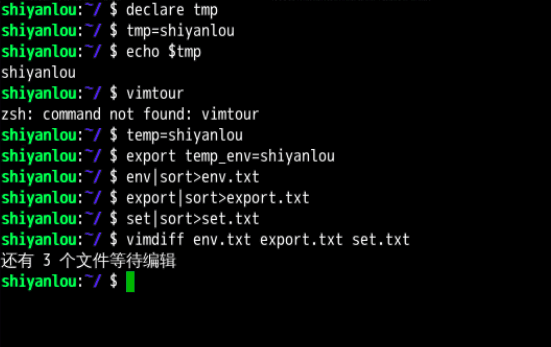 shiyanlou:~/ $ declare tmp
shiyanlou:~/ $ tmp=shiyanlou
shiyanlou:~/ $ echo $tmp
shiyanlou
shiyanlou:~/ $ vimtour
zsh: command not found: vimtour
shiyanlou:~/ $ temp=shiyanlou
shiyanlou:~/ $ export temp_env=shiyanlou
shiyanlou:~/ $ env|sort>env.txt
shiyanlou:~/ $ export|sort>export.txt
shiyanlou:~/ $ set|sort>set.txt
shiyanlou:~/ $ vimdiff env.txt export.txt set.txt
还有 3 个文件等待编辑
shiyanlou:~/ $